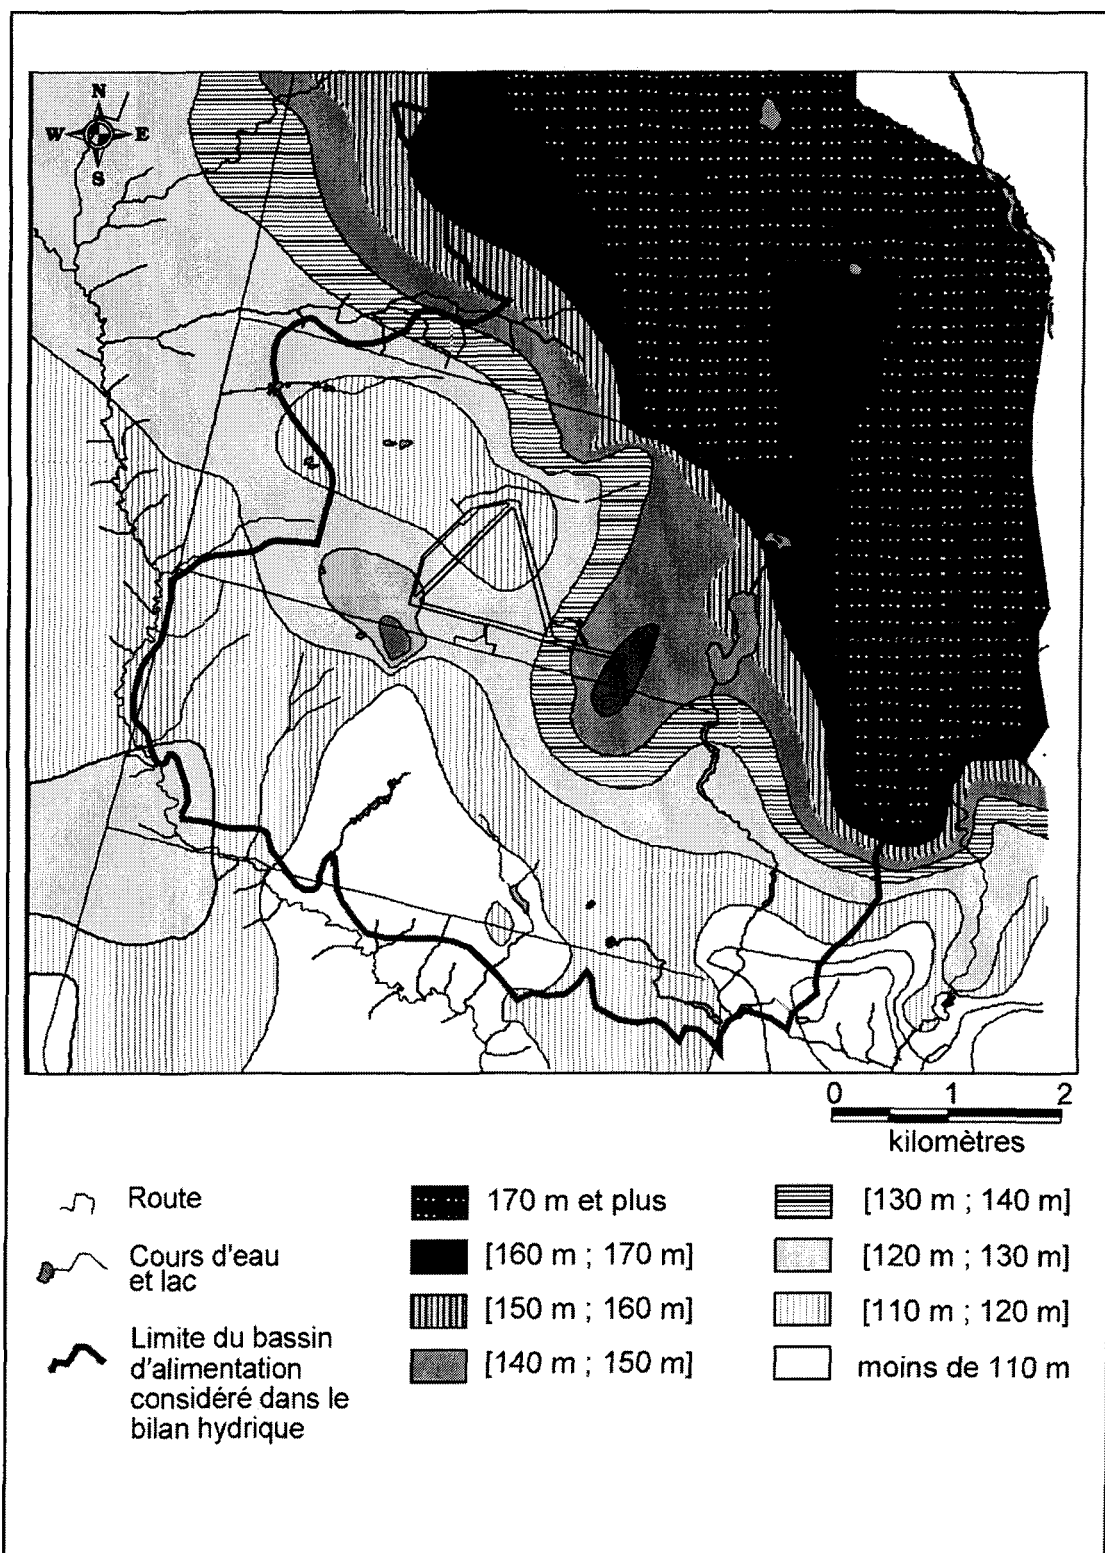 N
W E
S
0 1 2
kilomètres
Route
Cours d'eau
et lac
Limite du bassin
d'alimentation
considéré dans le
bilan hydrique
170 m et plus
[160 m ; 170 m]
[150 m ; 160 m]
[140 m ; 150 m]
[130 m ; 140 m]
[120 m ; 130 m]
[110 m ; 120 m]
moins de 110 m